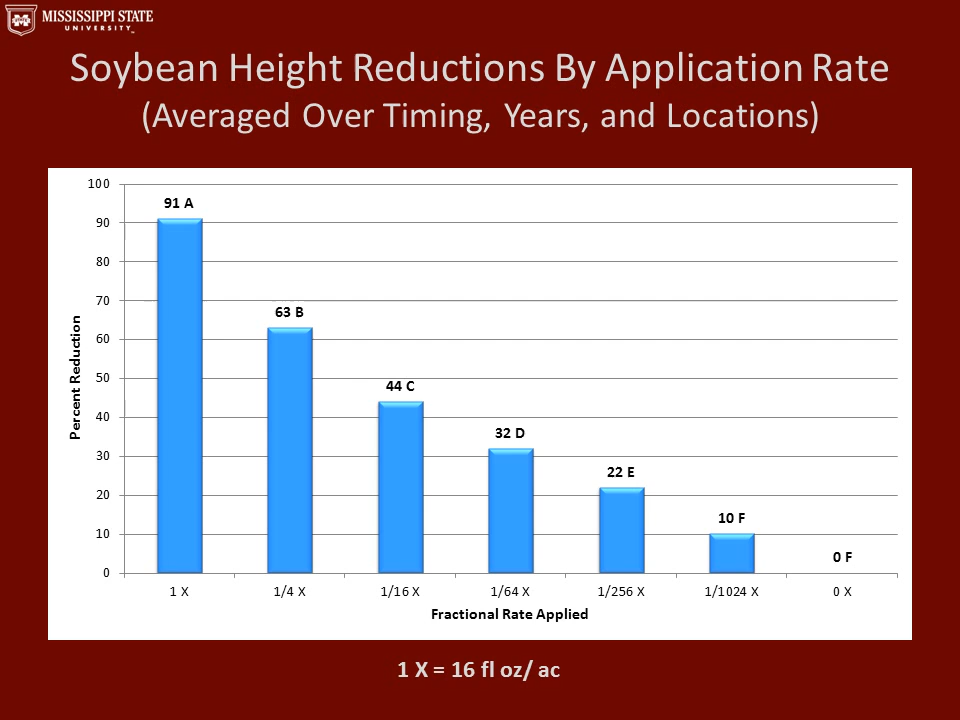 MISSISSIPPI STATE
UNIVERSITY™
Soybean Height Reductions By Application Rate
(Averaged Over Timing, Years, and Locations)
100
90
80
70
60
50
40
30
20
10
0
Percent Reduction
91 A
63 B
44 C
32 D
22 E
10 F
0 F
1 X
1/4 X
1/16 X
1/64 X
1/256 X
1/1024 X
0 X
Fractional Rate Applied
1 X = 16 fl oz/ ac